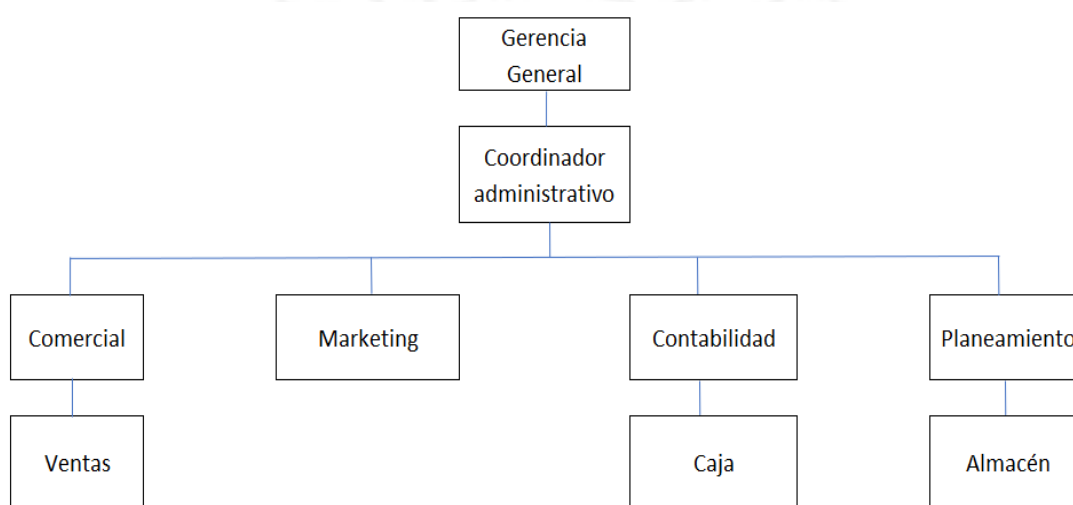 Gerencia
General
Coordinador
administrativo
Comercial
Marketing
Contabilidad
Planeamiento
Ventas
Caja
Almacén